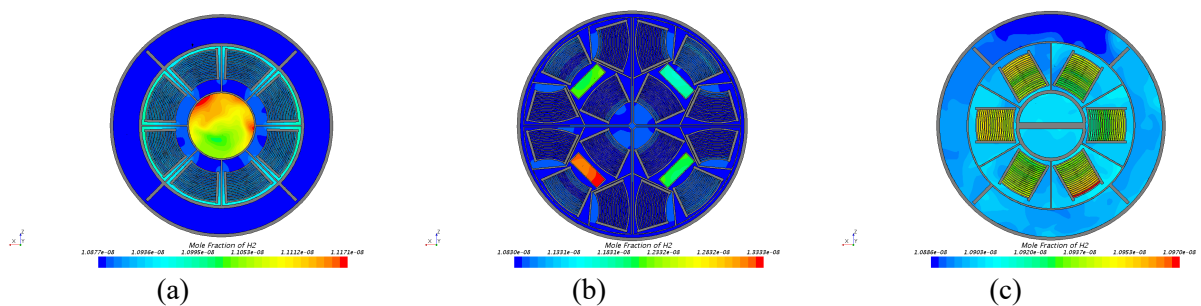 Mole Fraction of H2
1.0877e-08 1.0936e-08 1.0995e-08 1.1053e-08 1.1112e-08 1.1171e-08
(a)
Mole Fraction of H2
1.0830e-08 1.1331e-08 1.1831e-08 1.2332e-08 1.2832e-08 1.3333e-08
(b)
Mole Fraction of H2
1.0886e-08 1.0903e-08 1.0920e-08 1.0937e-08 1.0953e-08 1.0970e-08
(c)